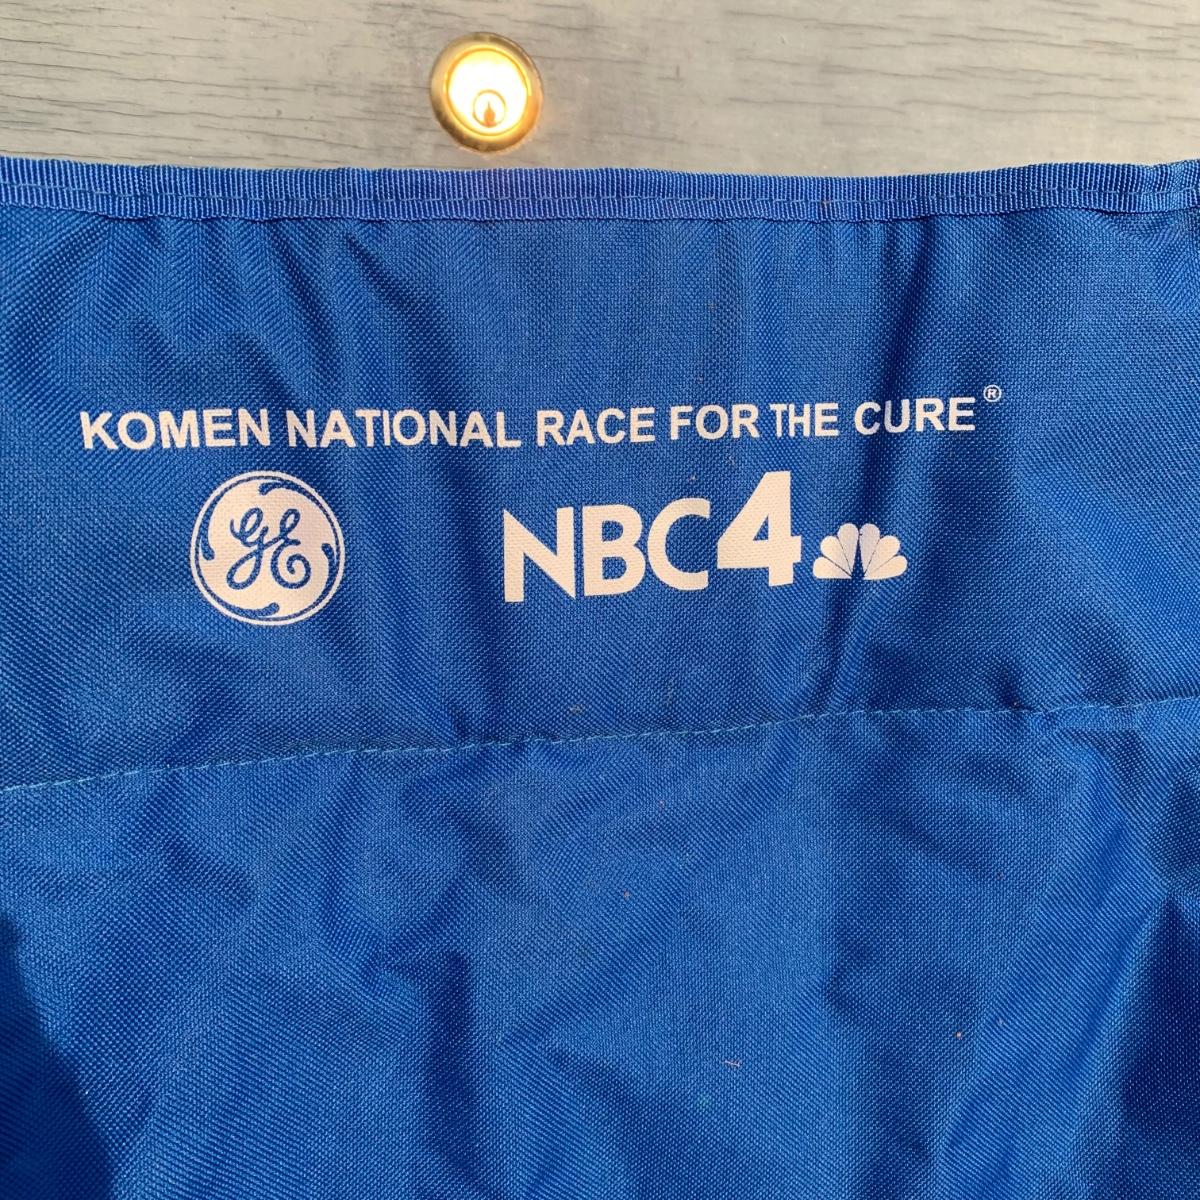 KOMEN NATIONAL RACE FOR THE CURE®
GE NBC4